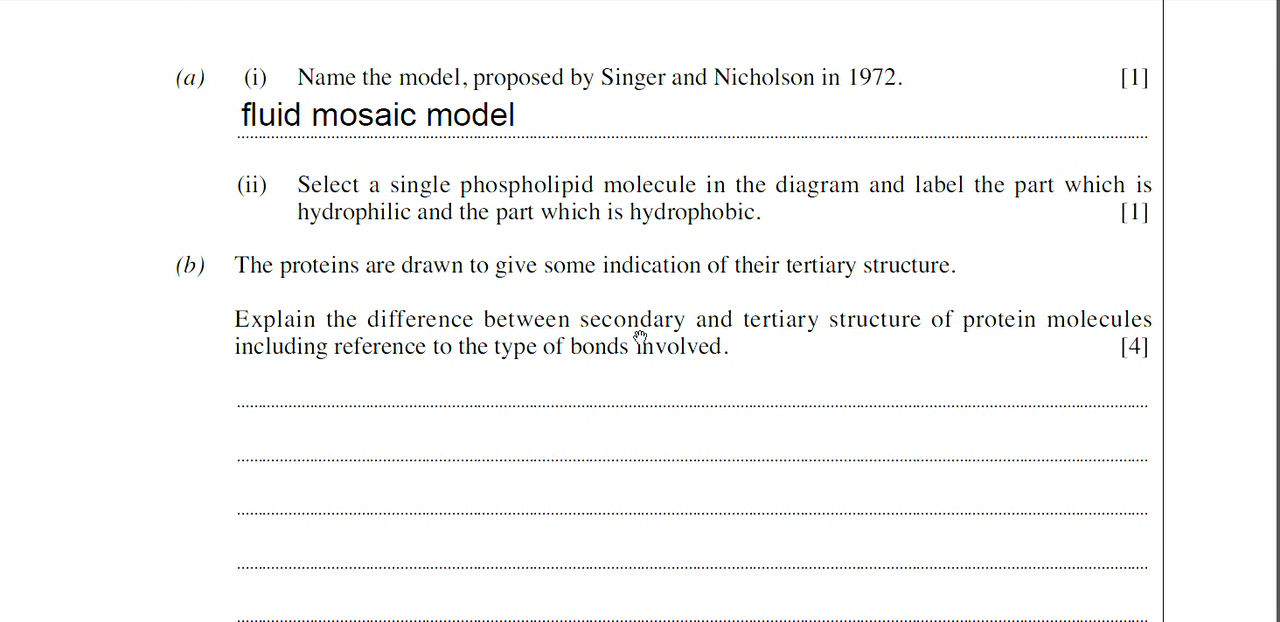 (a) (i) Name the model, proposed by Singer and Nicholson in 1972. [1]
fluid mosaic model
(ii) Select a single phospholipid molecule in the diagram and label the part which is
hydrophilic and the part which is hydrophobic. [1]
(b) The proteins are drawn to give some indication of their tertiary structure.
Explain the difference between secondary and tertiary structure of protein molecules
including reference to the type of bonds involved. [4]